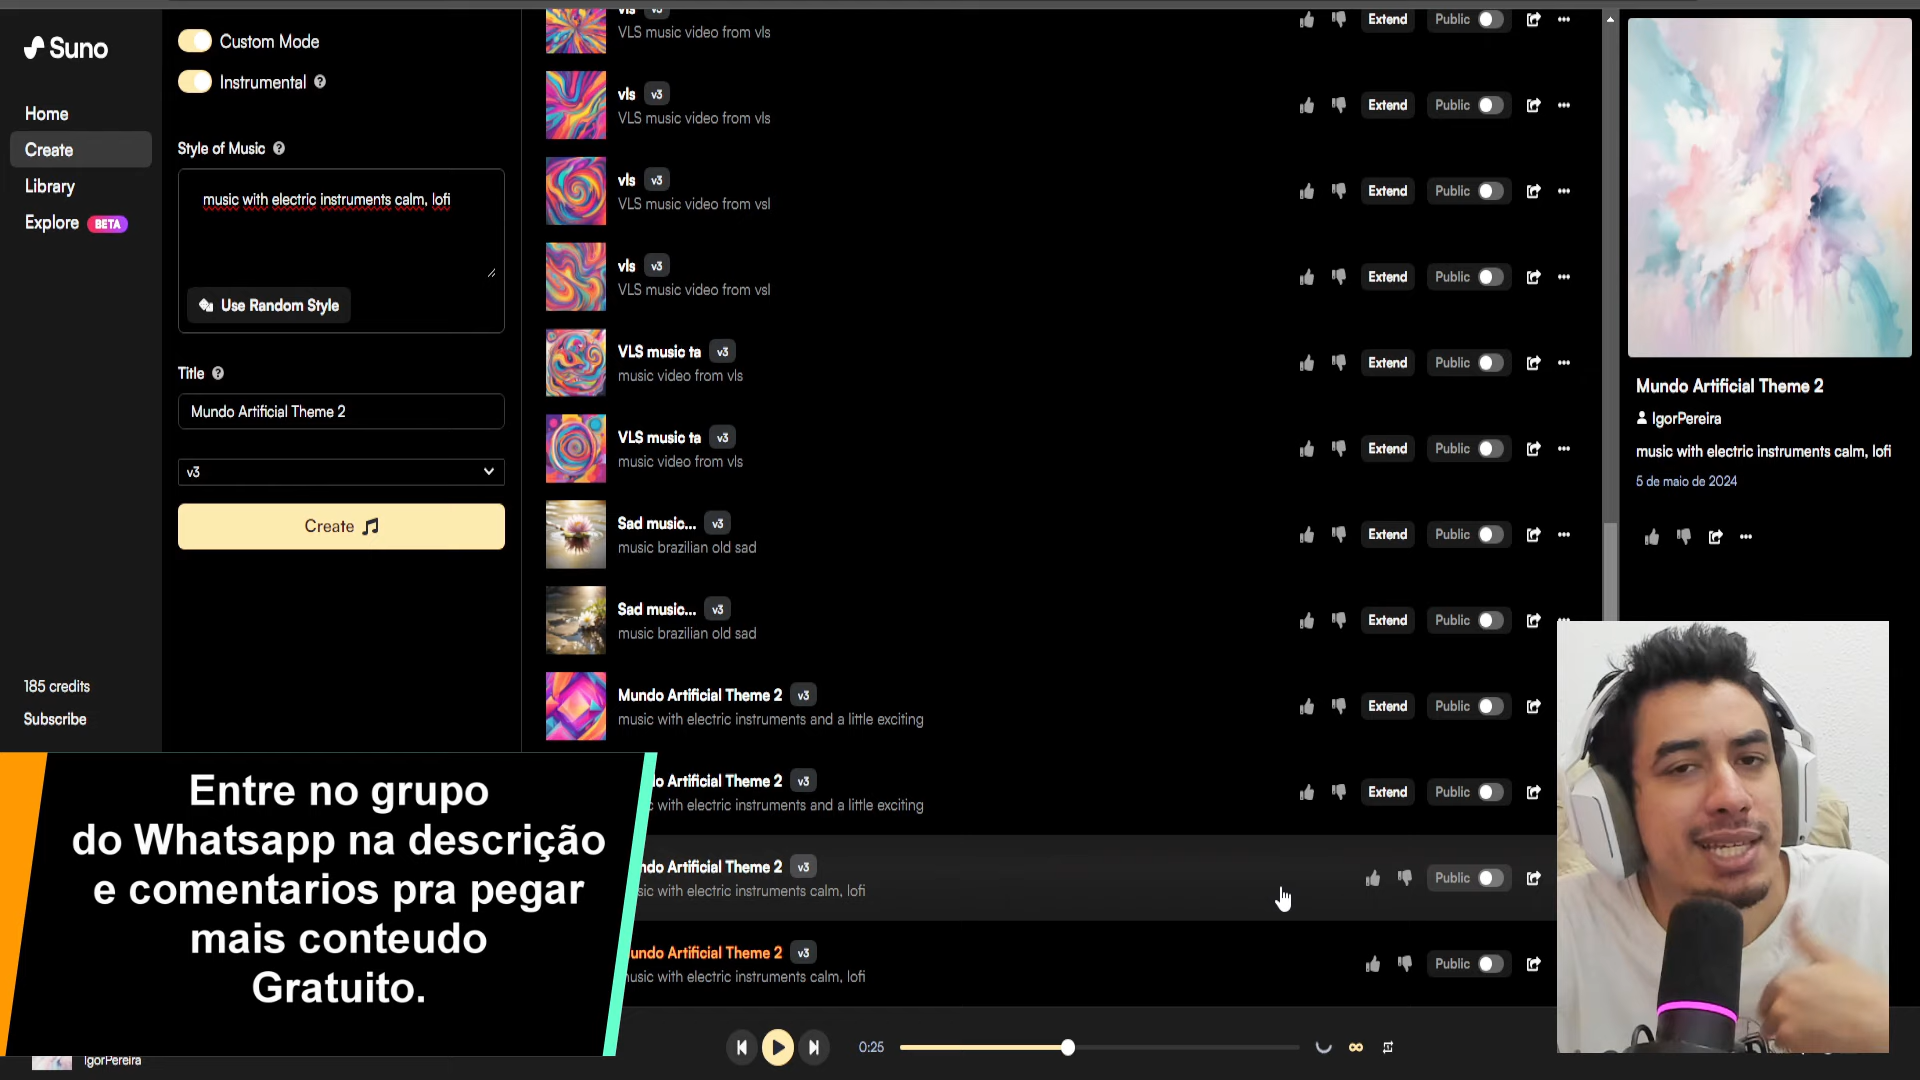 Suno
Home
Create
Library
Explore BETA
185 credits
Subscribe
Custom Mode
Instrumental
Style of Music
music with electric instruments calm, lofi
Use Random Style
Title
Mundo Artificial Theme 2
v3
Create
vls v3
VLS music video from vls
Extend Public
vls v3
VLS music video from vls
Extend Public
vls v3
VLS music video from vsl
Extend Public
vls v3
VLS music video from vsl
Extend Public
VLS music ta v3
music video from vls
Extend Public
VLS music ta v3
music video from vls
Extend Public
Sad music... v3
music brazilian old sad
Extend Public
Sad music... v3
music brazilian old sad
Extend Public
Mundo Artificial Theme 2 v3
music with electric instruments and a little exciting
Extend Public
do Artificial Theme 2 v3
with electric instruments and a little exciting
Extend Public
ndo Artificial Theme 2 v3
sic with electric instruments calm, lofi
Public
undo Artificial Theme 2 v3
usic with electric instruments calm, lofi
Public
Mundo Artificial Theme 2
IgorPereira
music with electric instruments calm, lofi
5 de maio de 2024
Entre no grupo
do Whatsapp na descrição
e comentarios pra pegar
mais conteudo
Gratuito.
IgorPereira
0:25